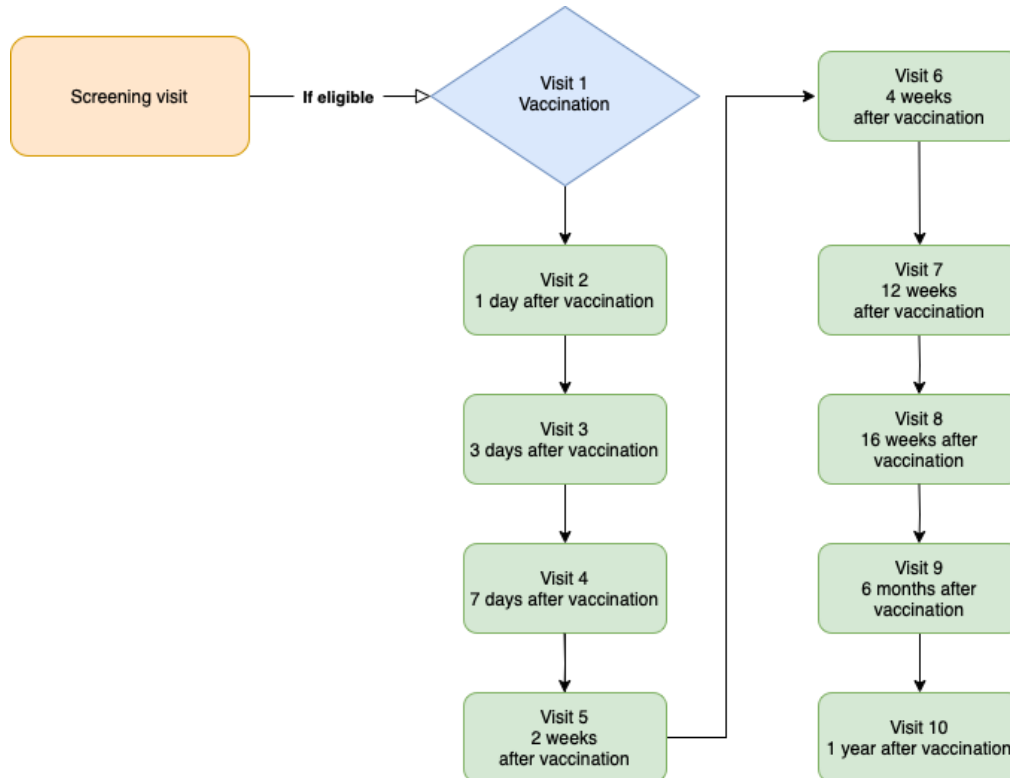 Screening visit
If eligible
Visit 1
Vaccination
Visit 2
1 day after vaccination
Visit 3
3 days after vaccination
Visit 4
7 days after vaccination
Visit 5
2 weeks
after vaccination
Visit 6
4 weeks
after vaccination
Visit 7
12 weeks
after vaccination
Visit 8
16 weeks after
vaccination
Visit 9
6 months after
vaccination
Visit 10
1 year after vaccination